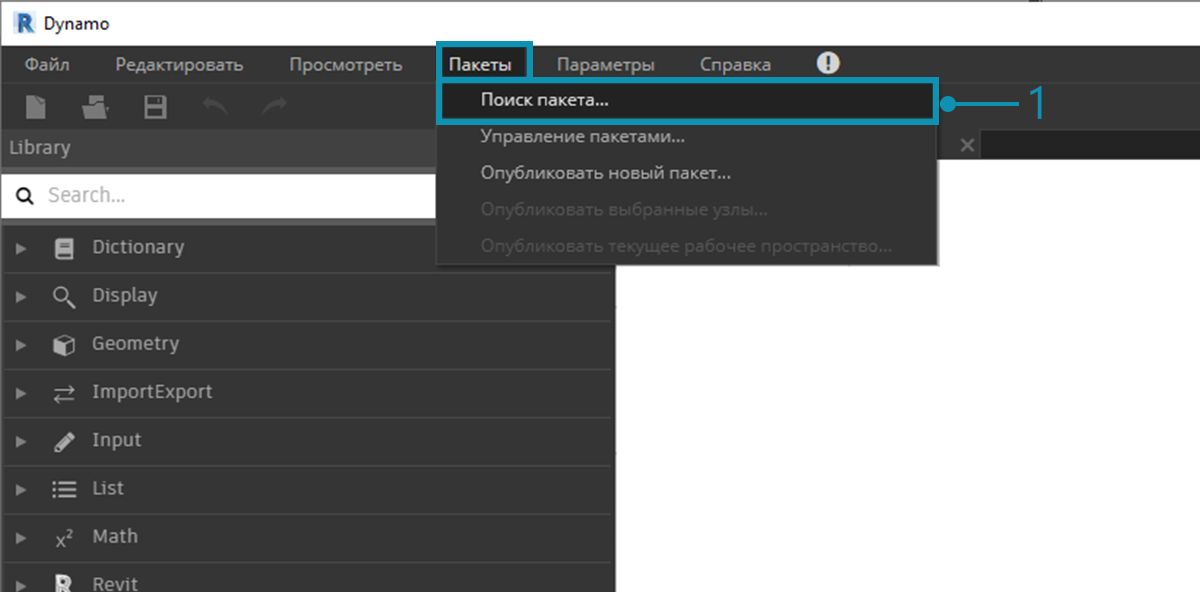 Dynamo
Файл Редактировать Просмотреть Пакеты Параметры Справка
Поиск пакета...
1
Управление пакетами...
Опубликовать новый пакет...
Опубликовать выбранные узлы...
Опубликовать текущее рабочее пространство...
Library
Search...
Dictionary
Display
Geometry
ImportExport
Input
List
Math
Revit